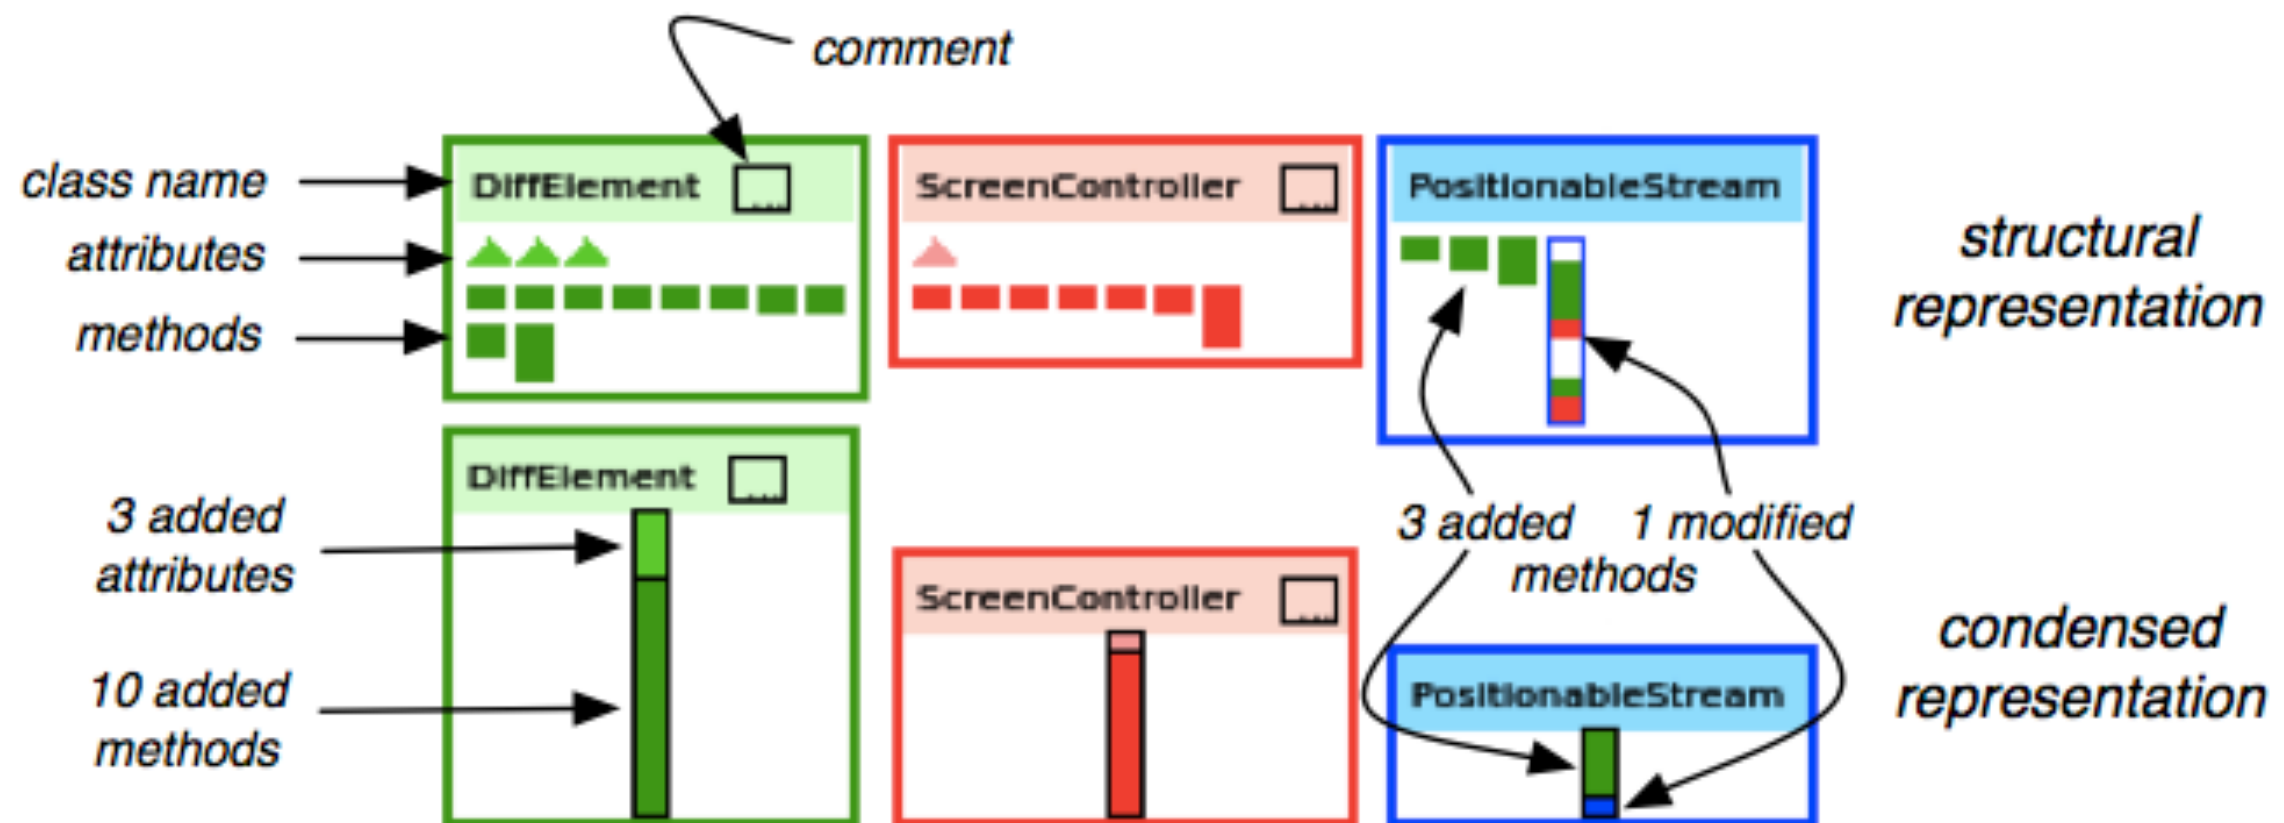 comment
class name
DiffElement
ScreenController
PositionableStream
attributes
methods
structural
representation
DiffElement
3 added
attributes
3 added
1 modified
methods
ScreenController
10 added
methods
PositionableStream
condensed
representation